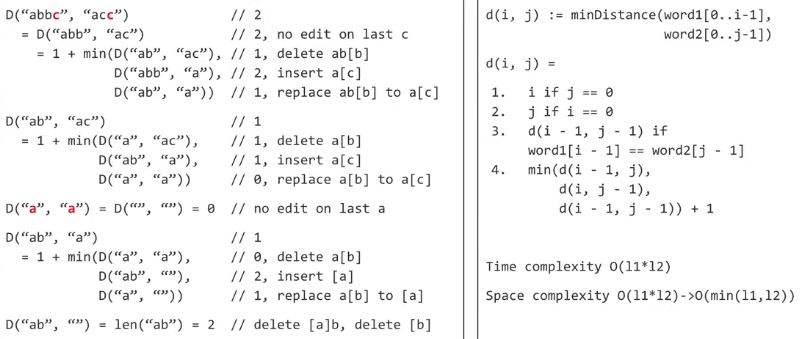 D(“abbc”, “acc”) // 2
= D(“abb”, “ac”) // 2, no edit on last c
= 1 + min(D(“ab”, “ac”), // 1, delete ab[b]
D(“abb”, “a”), // 2, insert a[c]
D(“ab”, “a”)) // 1, replace ab[b] to a[c]
D(“ab”, “ac”) // 1
= 1 + min(D(“a”, “ac”), // 1, delete a[b]
D(“ab”, “a”), // 1, insert a[c]
D(“a”, “a”)) // 0, replace a[b] to a[c]
D(“a”, “a”) = D(“”, “”) = 0 // no edit on last a
D(“ab”, “a”) // 1
= 1 + min(D(“a”, “a”), // 0, delete a[b]
D(“ab”, “”), // 2, insert [a]
D(“a”, “”)) // 1, replace a[b] to [a]
D(“ab”, “”) = len(“ab”) = 2 // delete [a]b, delete [b]
d(i, j) := minDistance(word1[0..i-1],
word2[0..j-1])
d(i, j) =
1. i if j == 0
2. j if i == 0
3. d(i - 1, j - 1) if
word1[i - 1] == word2[j - 1]
4. min(d(i - 1, j),
d(i, j - 1),
d(i - 1, j - 1)) + 1
Time complexity O(l1*l2)
Space complexity O(l1*l2)->O(min(l1,l2))